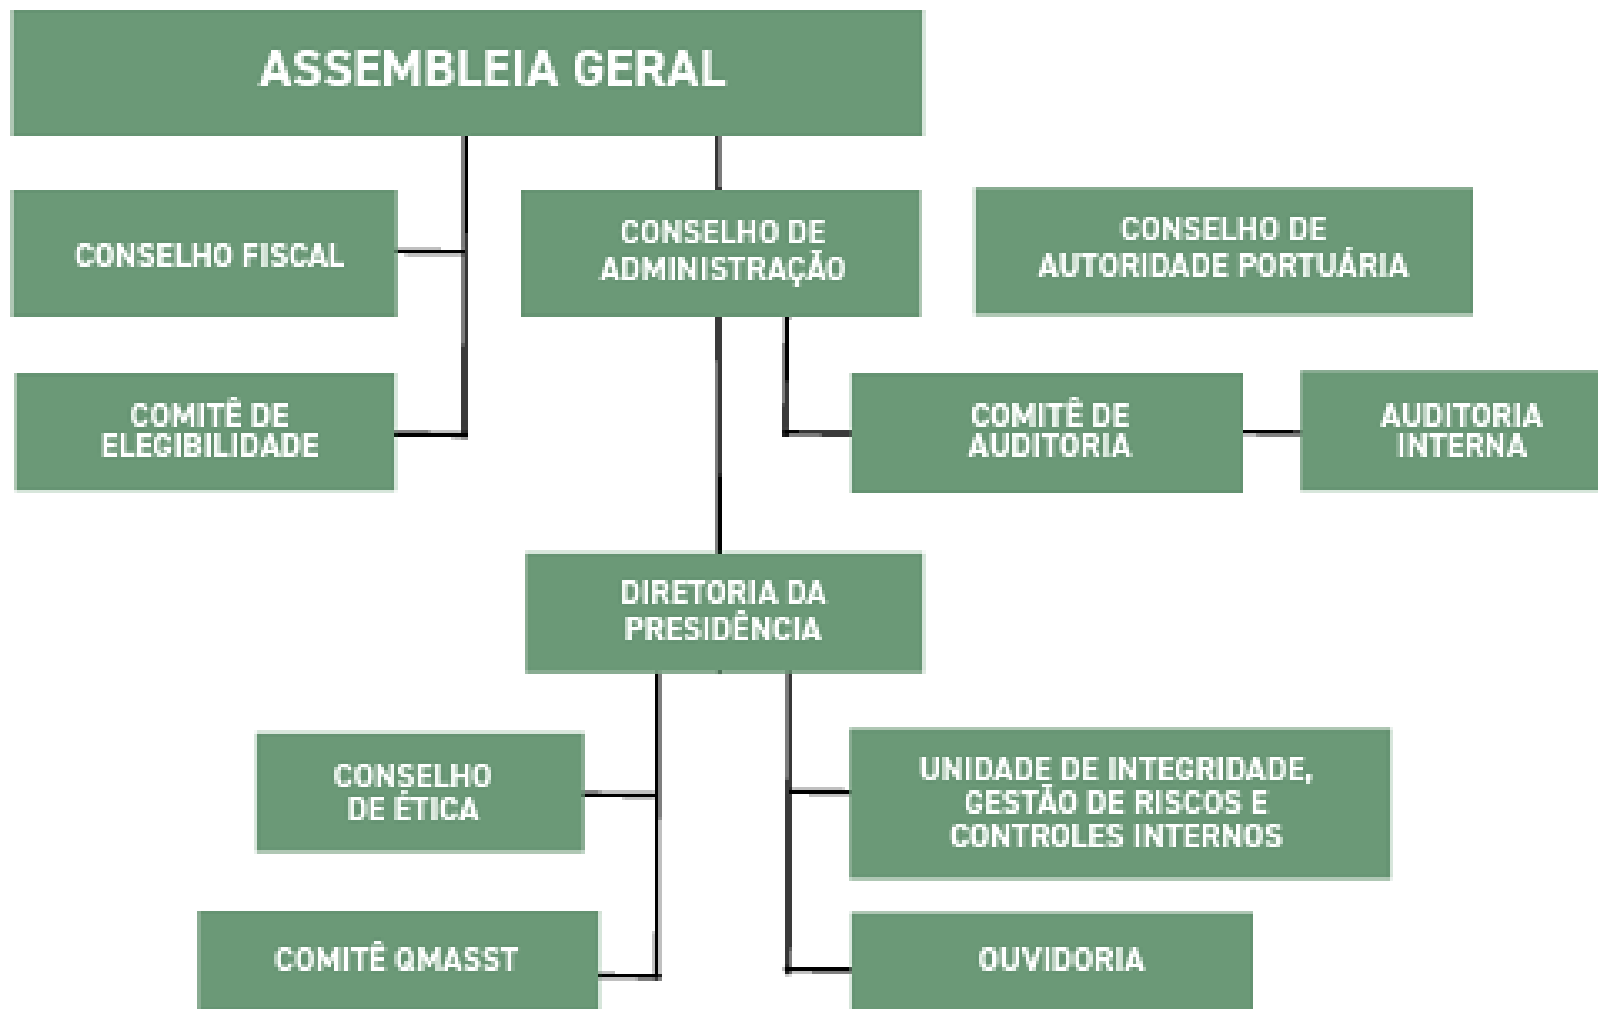 ASSEMBLEIA GERAL
CONSELHO FISCAL
CONSELHO DE
ADMINISTRAÇÃO
CONSELHO DE
AUTORIDADE PORTUÁRIA
COMITÊ DE
ELEGIBILIDADE
COMITÊ DE
AUDITORIA
AUDITORIA
INTERNA
DIRETORIA DA
PRESIDÊNCIA
CONSELHO
DE ÉTICA
UNIDADE DE INTEGRIDADE,
GESTÃO DE RISCOS E
CONTROLES INTERNOS
COMITÊ QMASST
OUVIDORIA